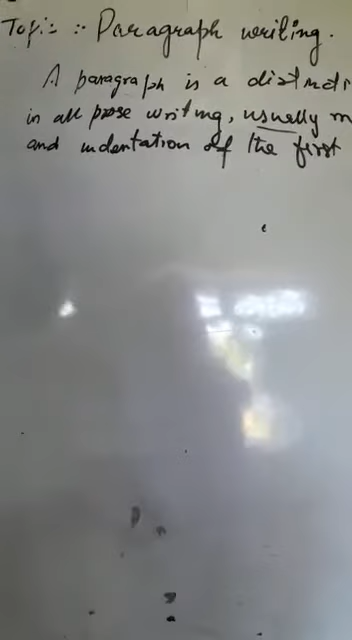 Topic :- Paragraph writing.
A paragraph is a
in all prose writing, usually
and indentation of the first